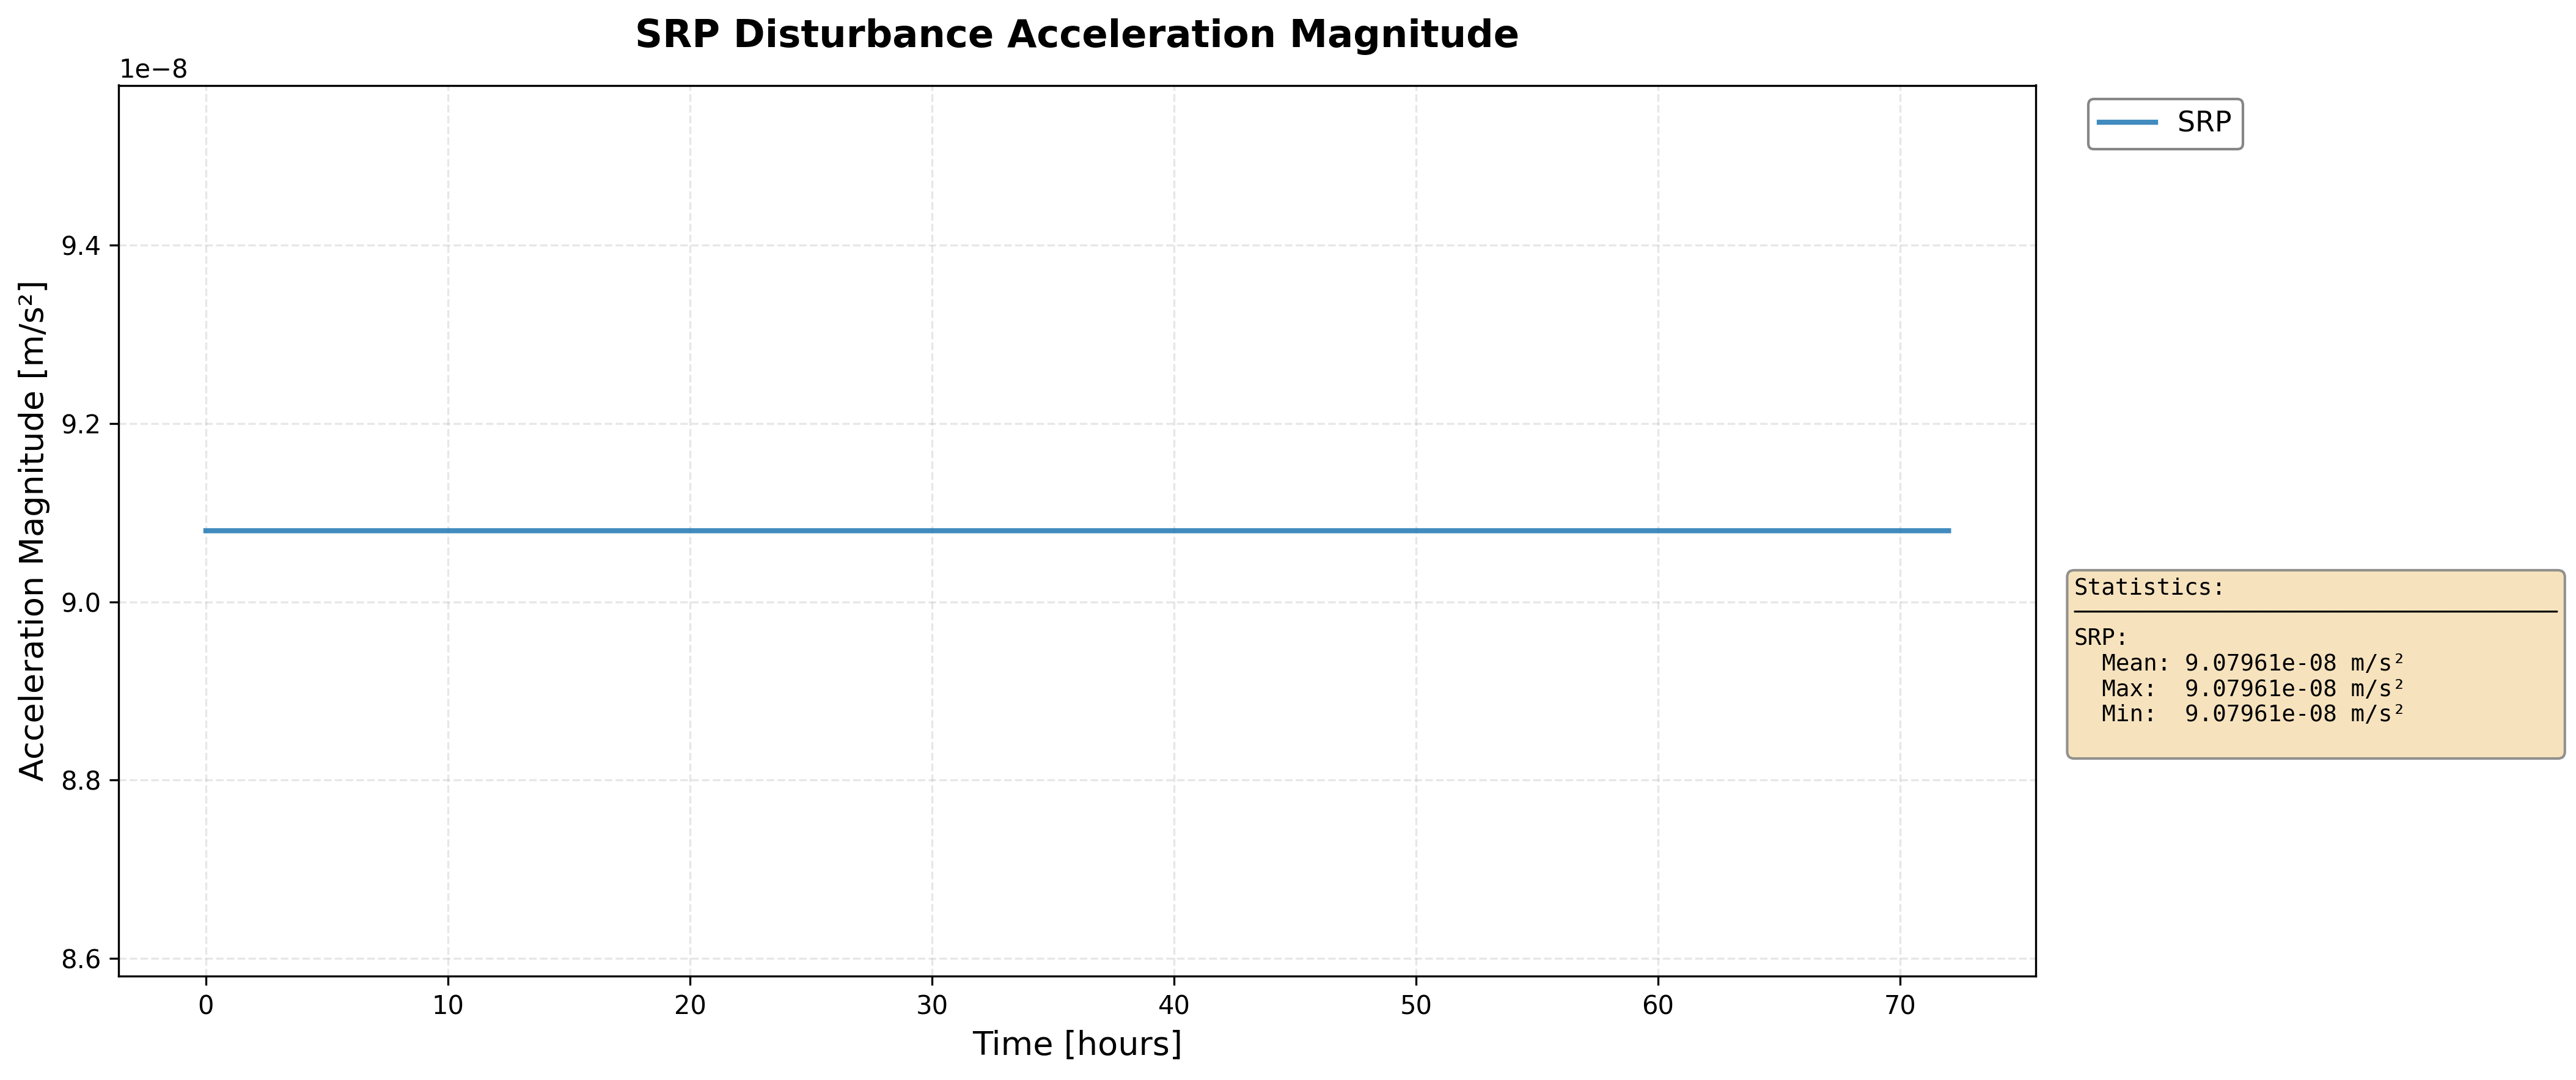 SRP Disturbance Acceleration Magnitude
1e−8
SRP
9.4
9.2
9.0
8.8
8.6
Acceleration Magnitude [m/s²]
0 10 20 30 40 50 60 70
Time [hours]
Statistics:
SRP:
Mean: 9.07961e-08 m/s²
Max: 9.07961e-08 m/s²
Min: 9.07961e-08 m/s²